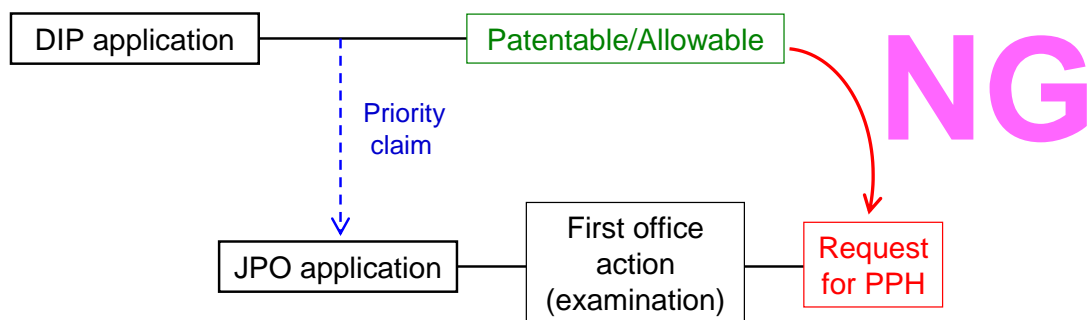 DIP application
Patentable/Allowable
NG
Priority
claim
JPO application
First office
action
(examination)
Request
for PPH